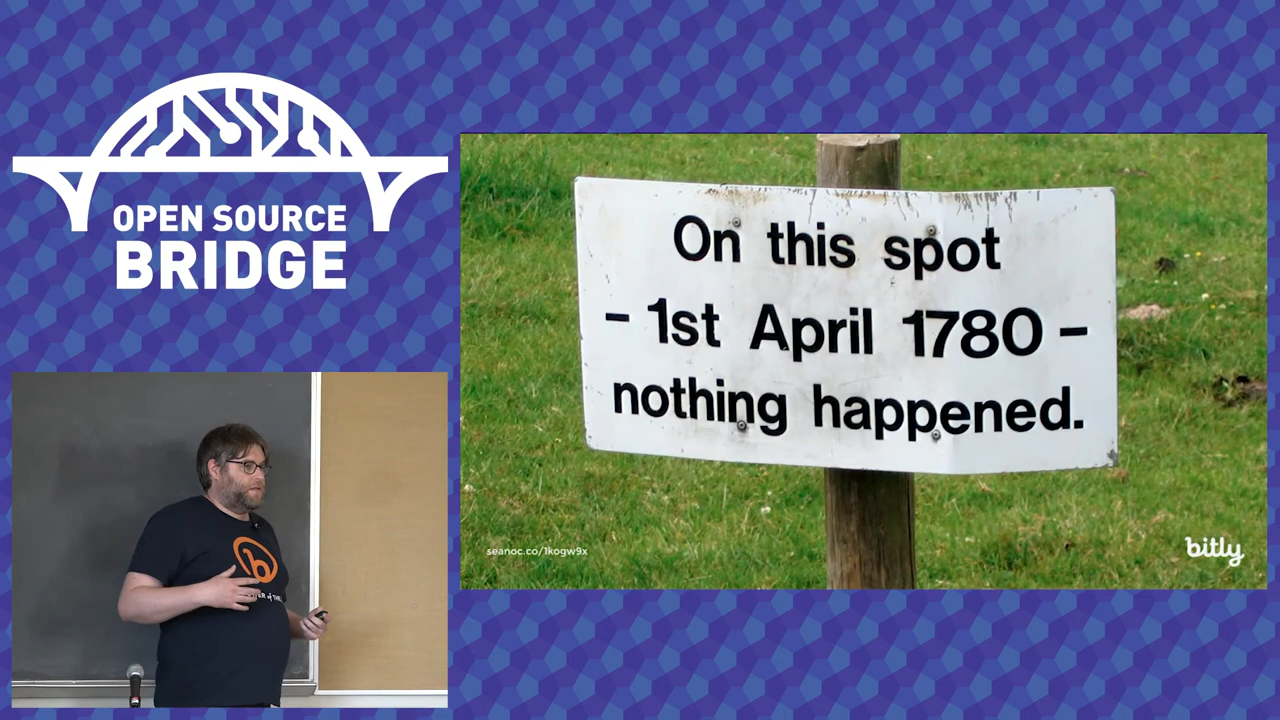 OPEN SOURCE
BRIDGE
On this spot
- 1st April 1780 -
nothing happened.
seanoc.co/1kogw9x
bitly
b